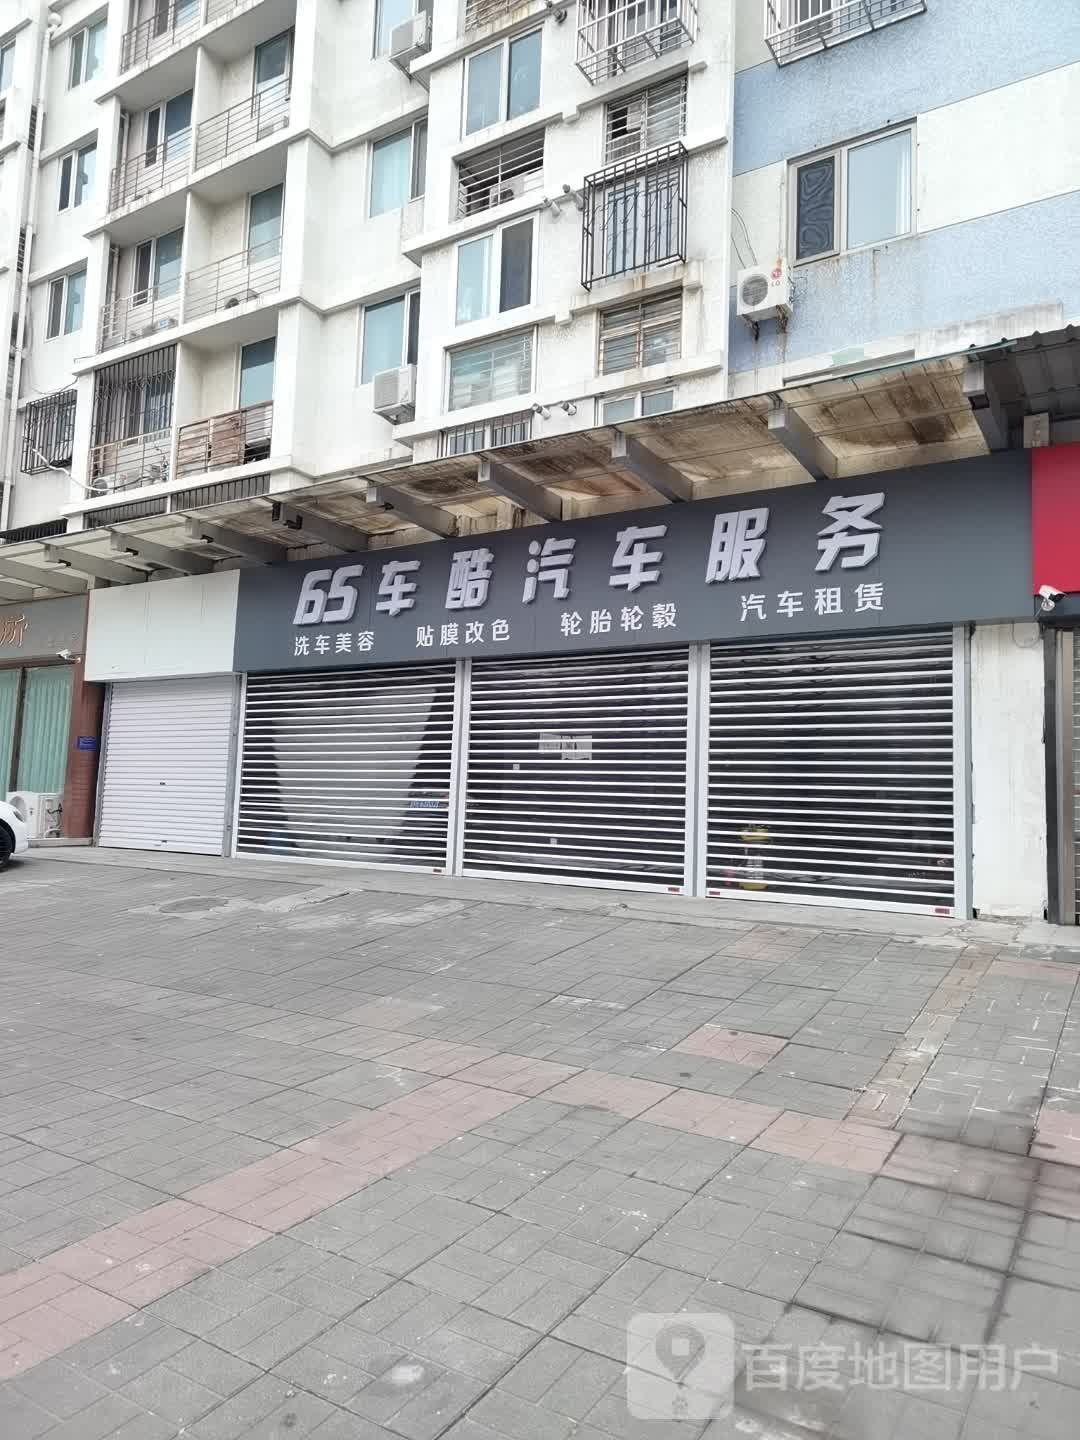 65车酷汽车服务
洗车美容 贴膜改色 轮胎轮毂 汽车租赁
LG
百度地图用户